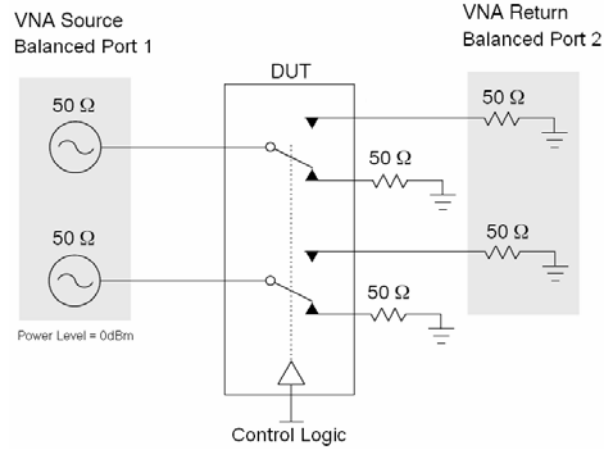 VNA Source
Balanced Port 1
VNA Return
Balanced Port 2
DUT
50 Ω
50 Ω
50 Ω
50 Ω
50 Ω
50 Ω
Power Level = 0dBm
Control Logic